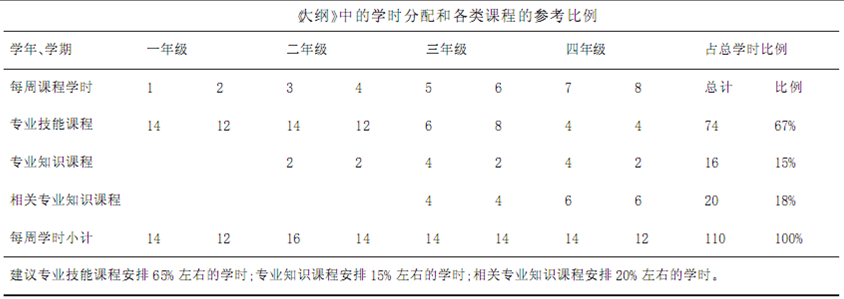 《大纲》中的学时分配和各类课程的参考比例
学年、学期 一年级 二年级 三年级 四年级 占总学时比例
每周课程学时 1 2 3 4 5 6 7 8 总计 比例
专业技能课程 14 12 14 12 6 8 4 4 74 67%
专业知识课程 2 2 4 2 4 2 16 15%
相关专业知识课程 4 4 6 6 20 18%
每周学时小计 14 12 16 14 14 14 14 12 110 100%
建议专业技能课程安排65%左右的学时;专业知识课程安排15%左右的学时;相关专业知识课程安排20%左右的学时。